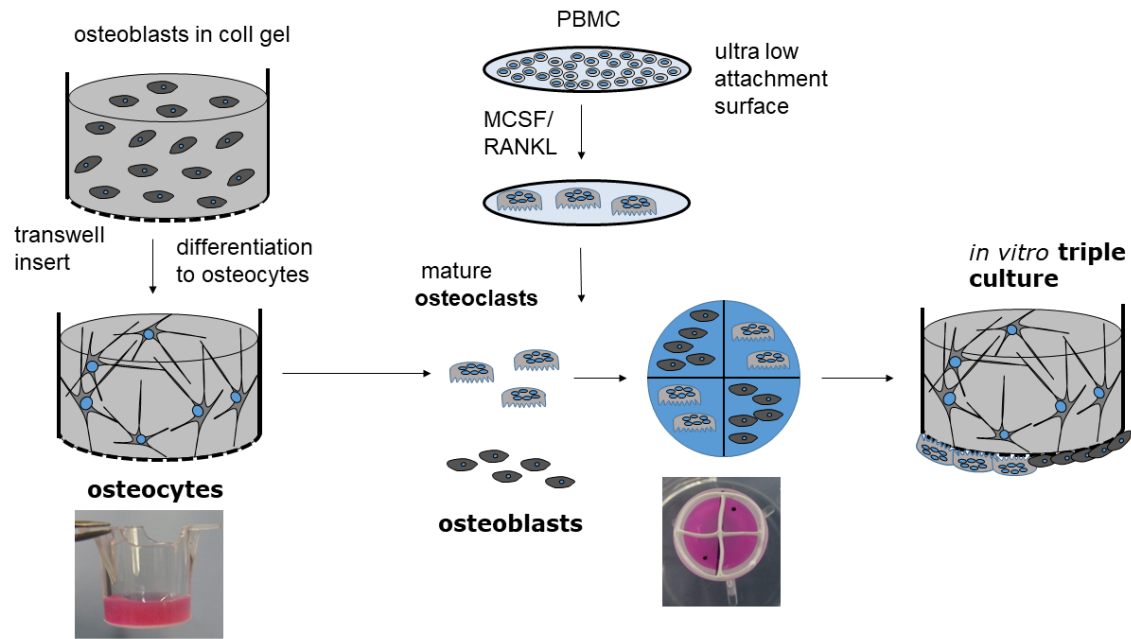 osteoblasts in coll gel
PBMC
ultra low
attachment
surface
MCSF/
RANKL
transwell
insert
differentiation
to osteocytes
mature
osteoclasts
in vitro triple
culture
osteocytes
osteoblasts